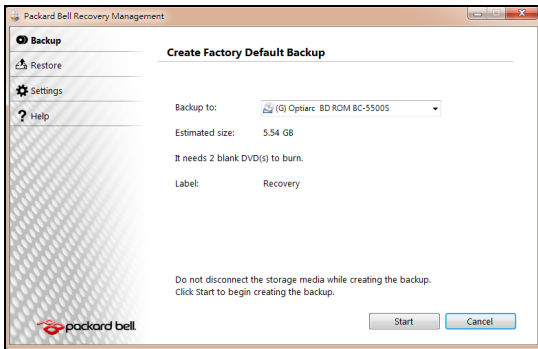 Packard Bell Recovery Management
Backup
Restore
Settings
Help
Create Factory Default Backup
Backup to: (G) Optiarc BD ROM BC-5500S
Estimated size: 5.54 GB
It needs 2 blank DVD(s) to burn.
Label: Recovery
Do not disconnect the storage media while creating the backup.
Click Start to begin creating the backup.
Start Cancel
packard bell.